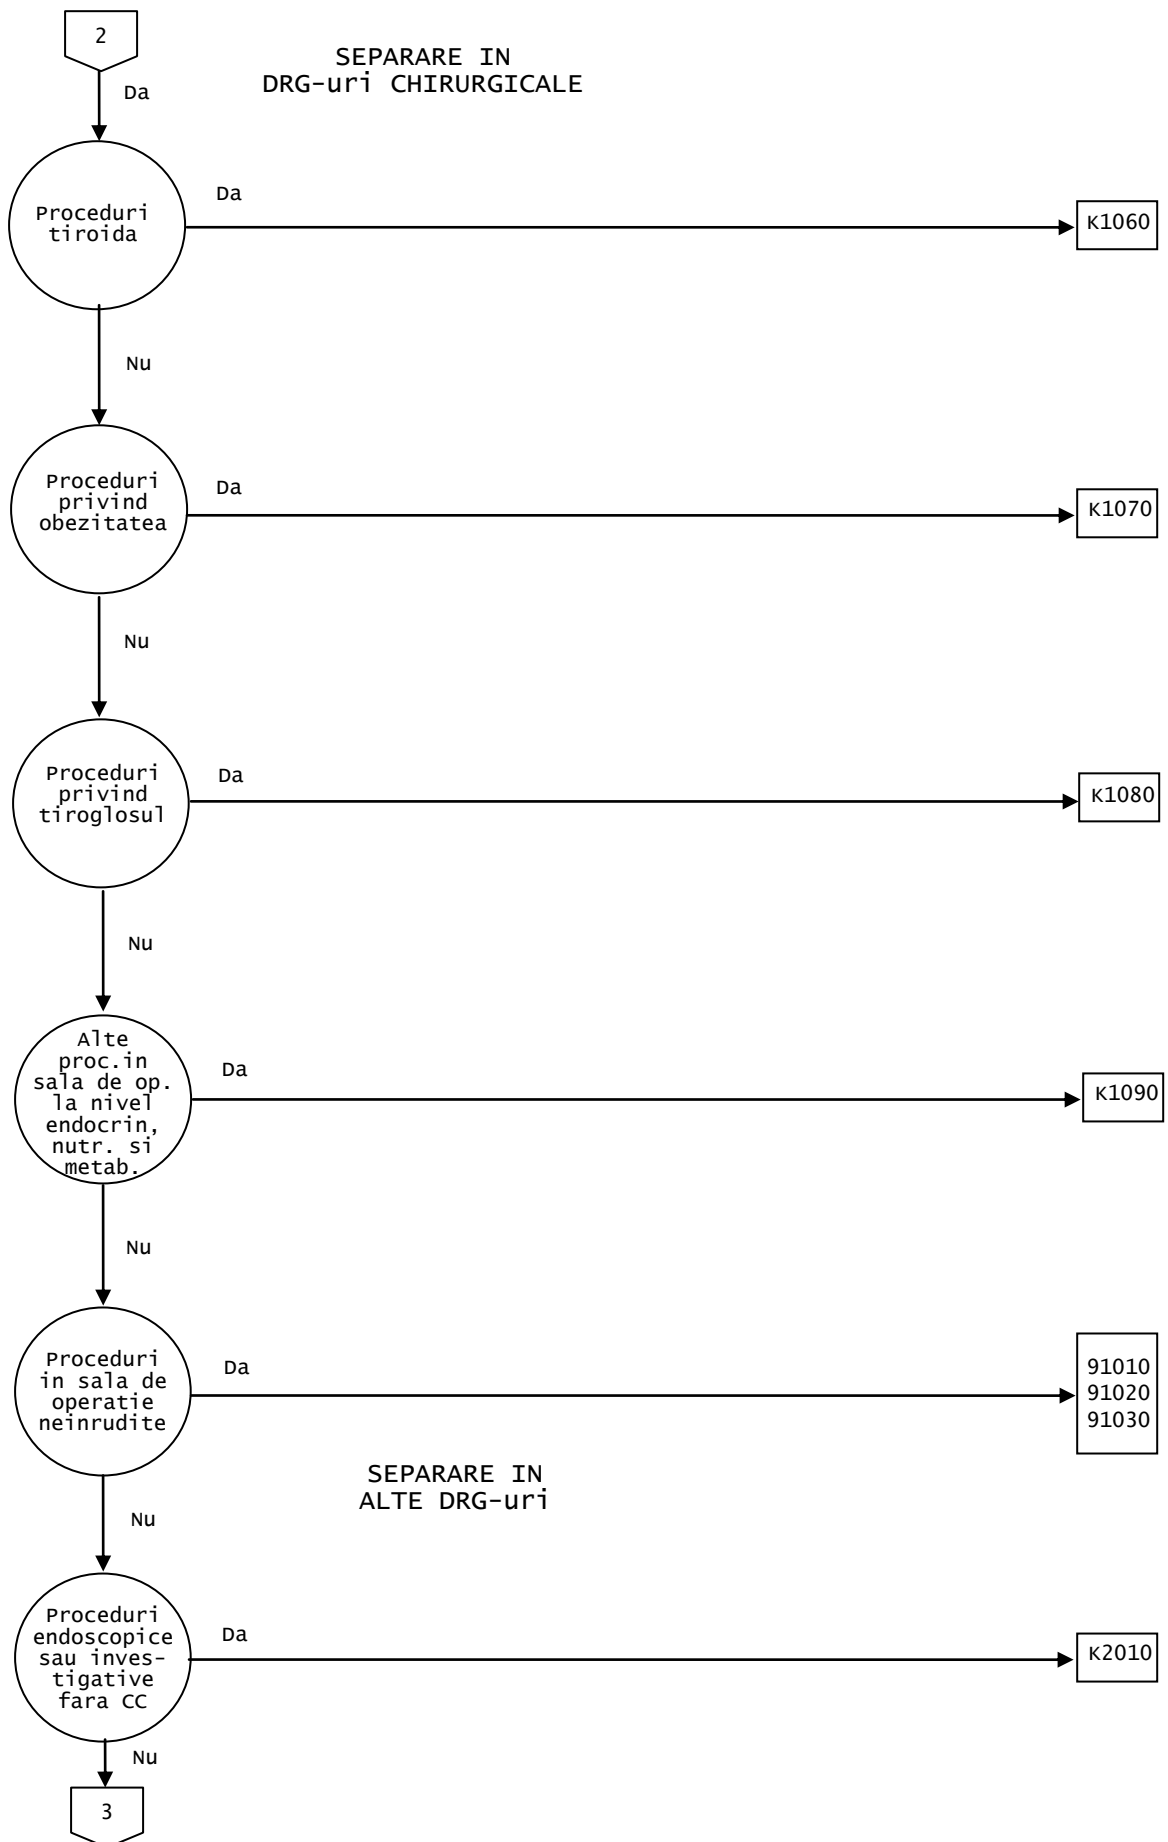 2
SEPARARE IN
DRG-uri CHIRURGICALE
Da
Proceduri
tiroida
Da
K1060
Nu
Proceduri
privind
obezitatea
Da
K1070
Nu
Proceduri
privind
tiroglosul
Da
K1080
Nu
Alte
proc.in
sala de op.
la nivel
endocrin,
nutr. si
metab.
Da
K1090
Nu
Proceduri
in sala de
operatie
neinrudite
Da
91010
91020
91030
SEPARARE IN
ALTE DRG-uri
Nu
Proceduri
endoscopice
sau inves-
tigative
fara CC
Da
K2010
Nu
3